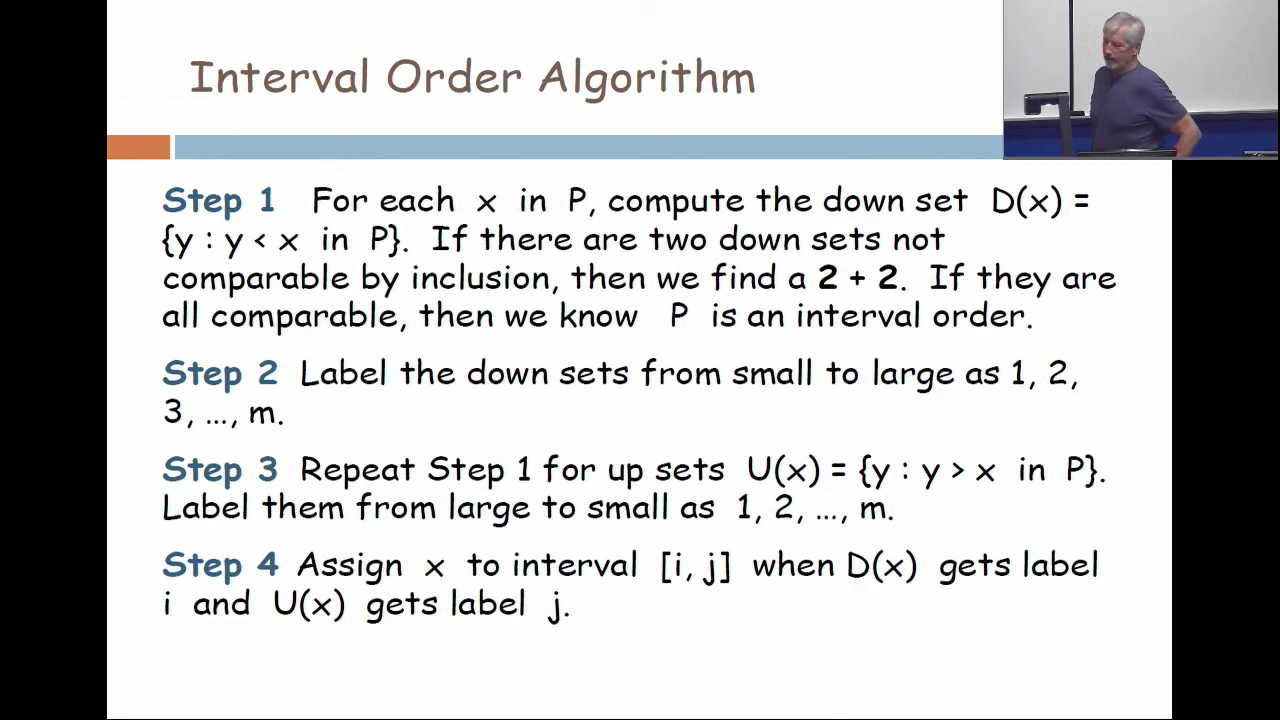 Interval Order Algorithm
Step 1 For each x in P, compute the down set D(x) =
{y : y < x in P}. If there are two down sets not
comparable by inclusion, then we find a 2 + 2. If they are
all comparable, then we know P is an interval order.
Step 2 Label the down sets from small to large as 1, 2,
3, …, m.
Step 3 Repeat Step 1 for up sets U(x) = {y : y > x in P}.
Label them from large to small as 1, 2, …, m.
Step 4 Assign x to interval [i, j] when D(x) gets label
i and U(x) gets label j.